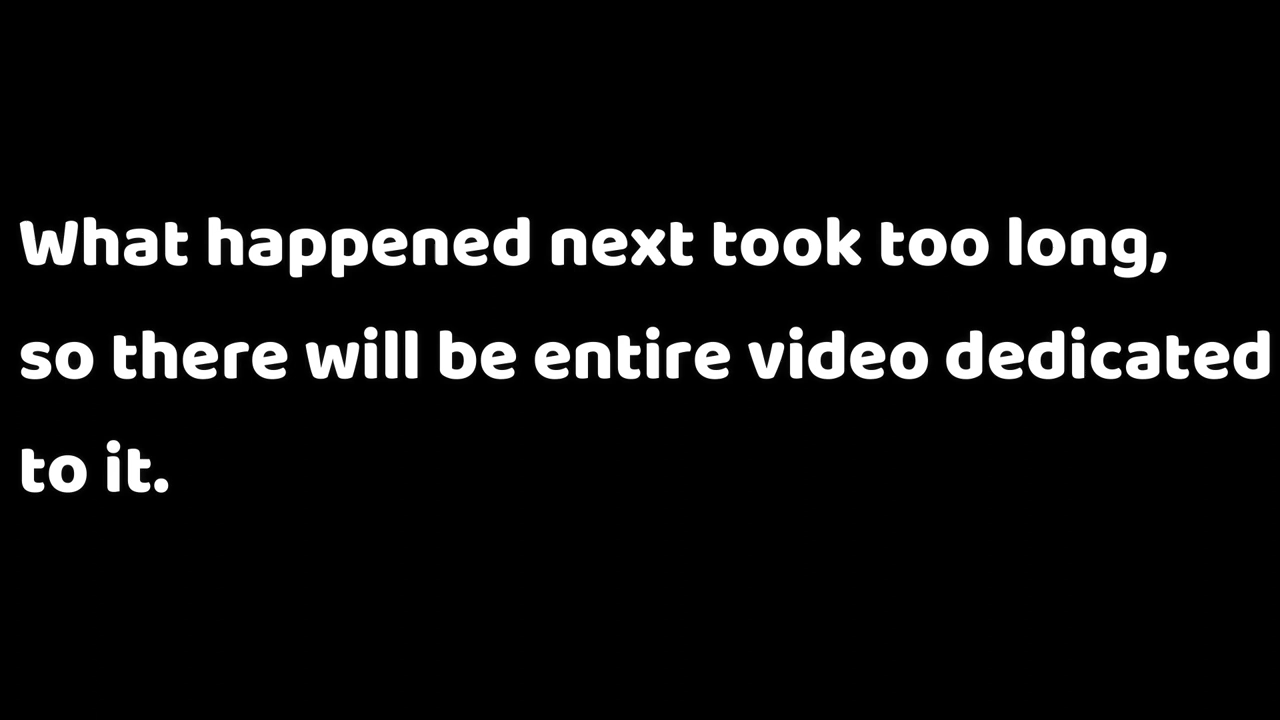 What happened next took too long,
so there will be entire video dedicated
to it.